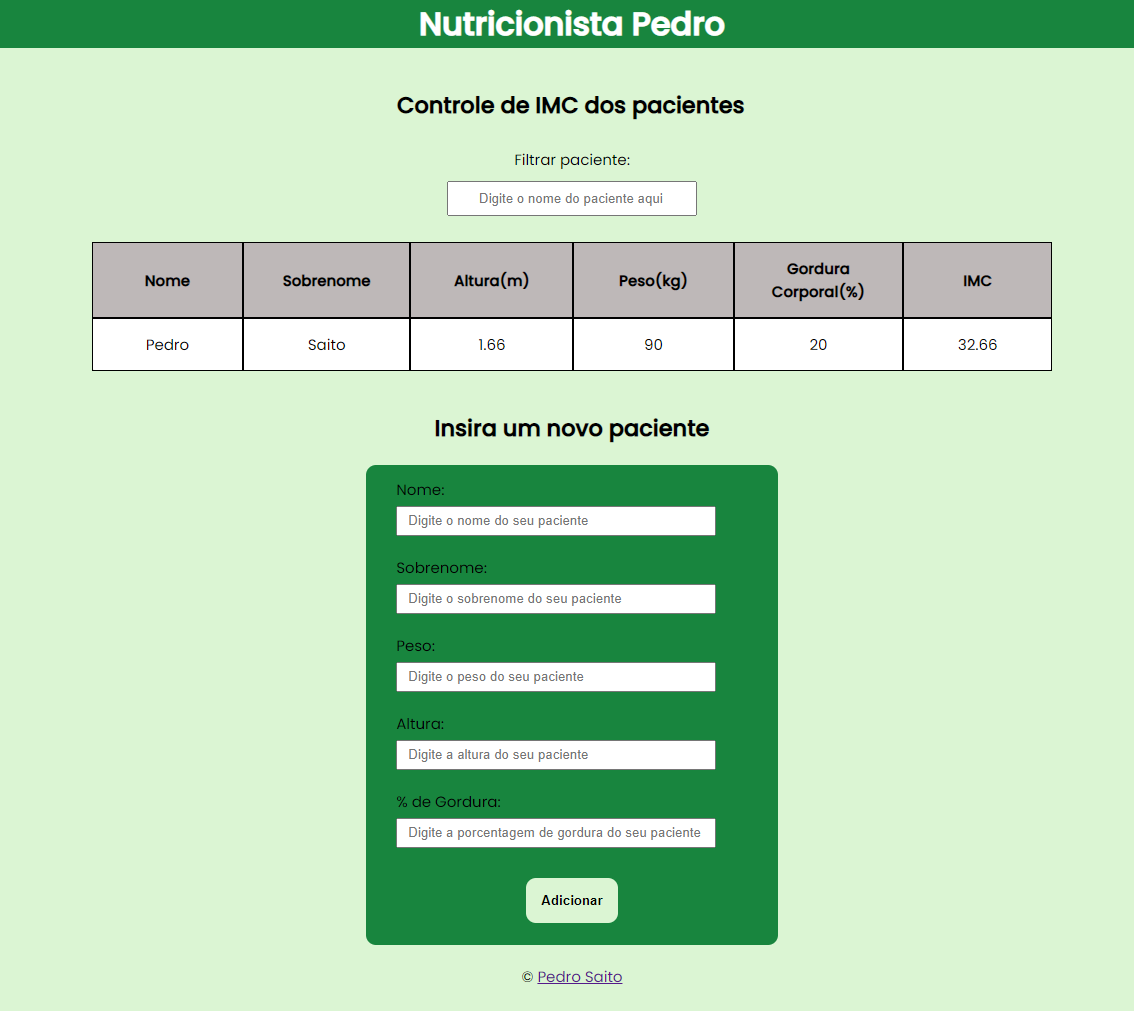 Nutricionista Pedro
Controle de IMC dos pacientes
Filtrar paciente:
Digite o nome do paciente aqui
Nome Sobrenome Altura(m) Peso(kg) Gordura Corporal(%) IMC
Pedro Saito 1.66 90 20 32.66
Insira um novo paciente
Nome:
Digite o nome do seu paciente
Sobrenome:
Digite o sobrenome do seu paciente
Peso:
Digite o peso do seu paciente
Altura:
Digite a altura do seu paciente
% de Gordura:
Digite a porcentagem de gordura do seu paciente
Adicionar
© Pedro Saito